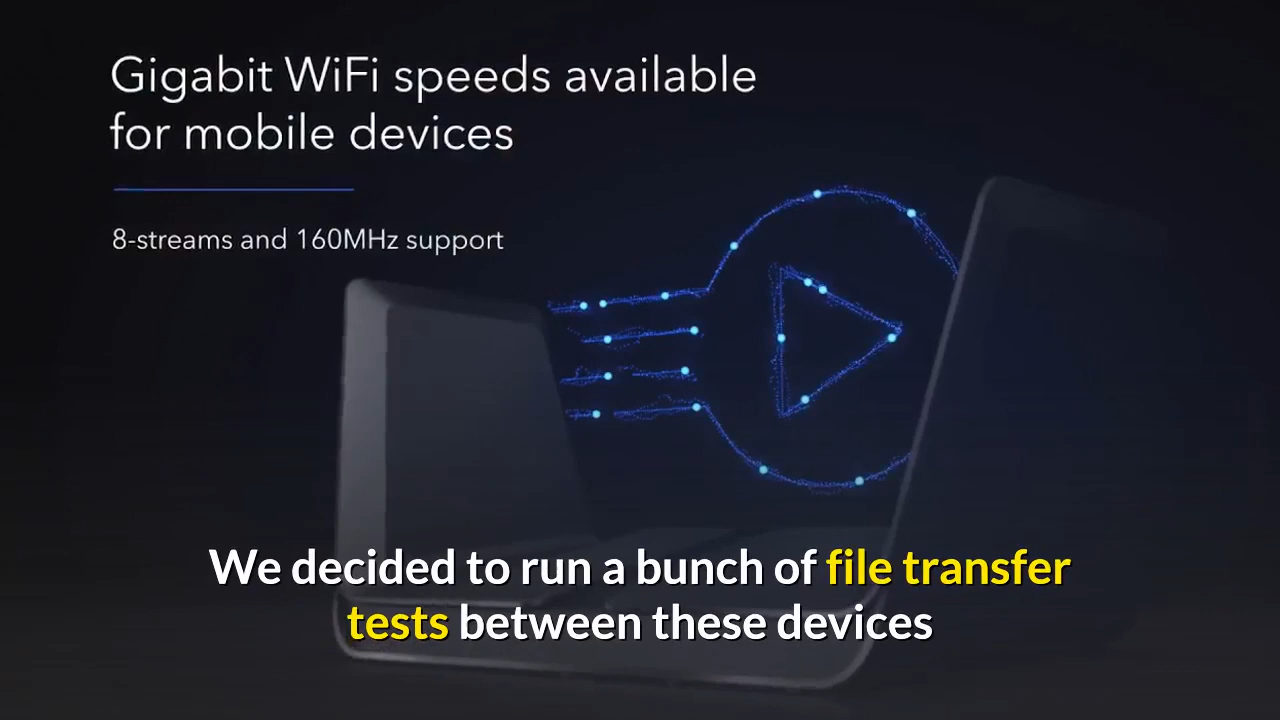 Gigabit WiFi speeds available
for mobile devices
8-streams and 160MHz support
We decided to run a bunch of file transfer
tests between these devices